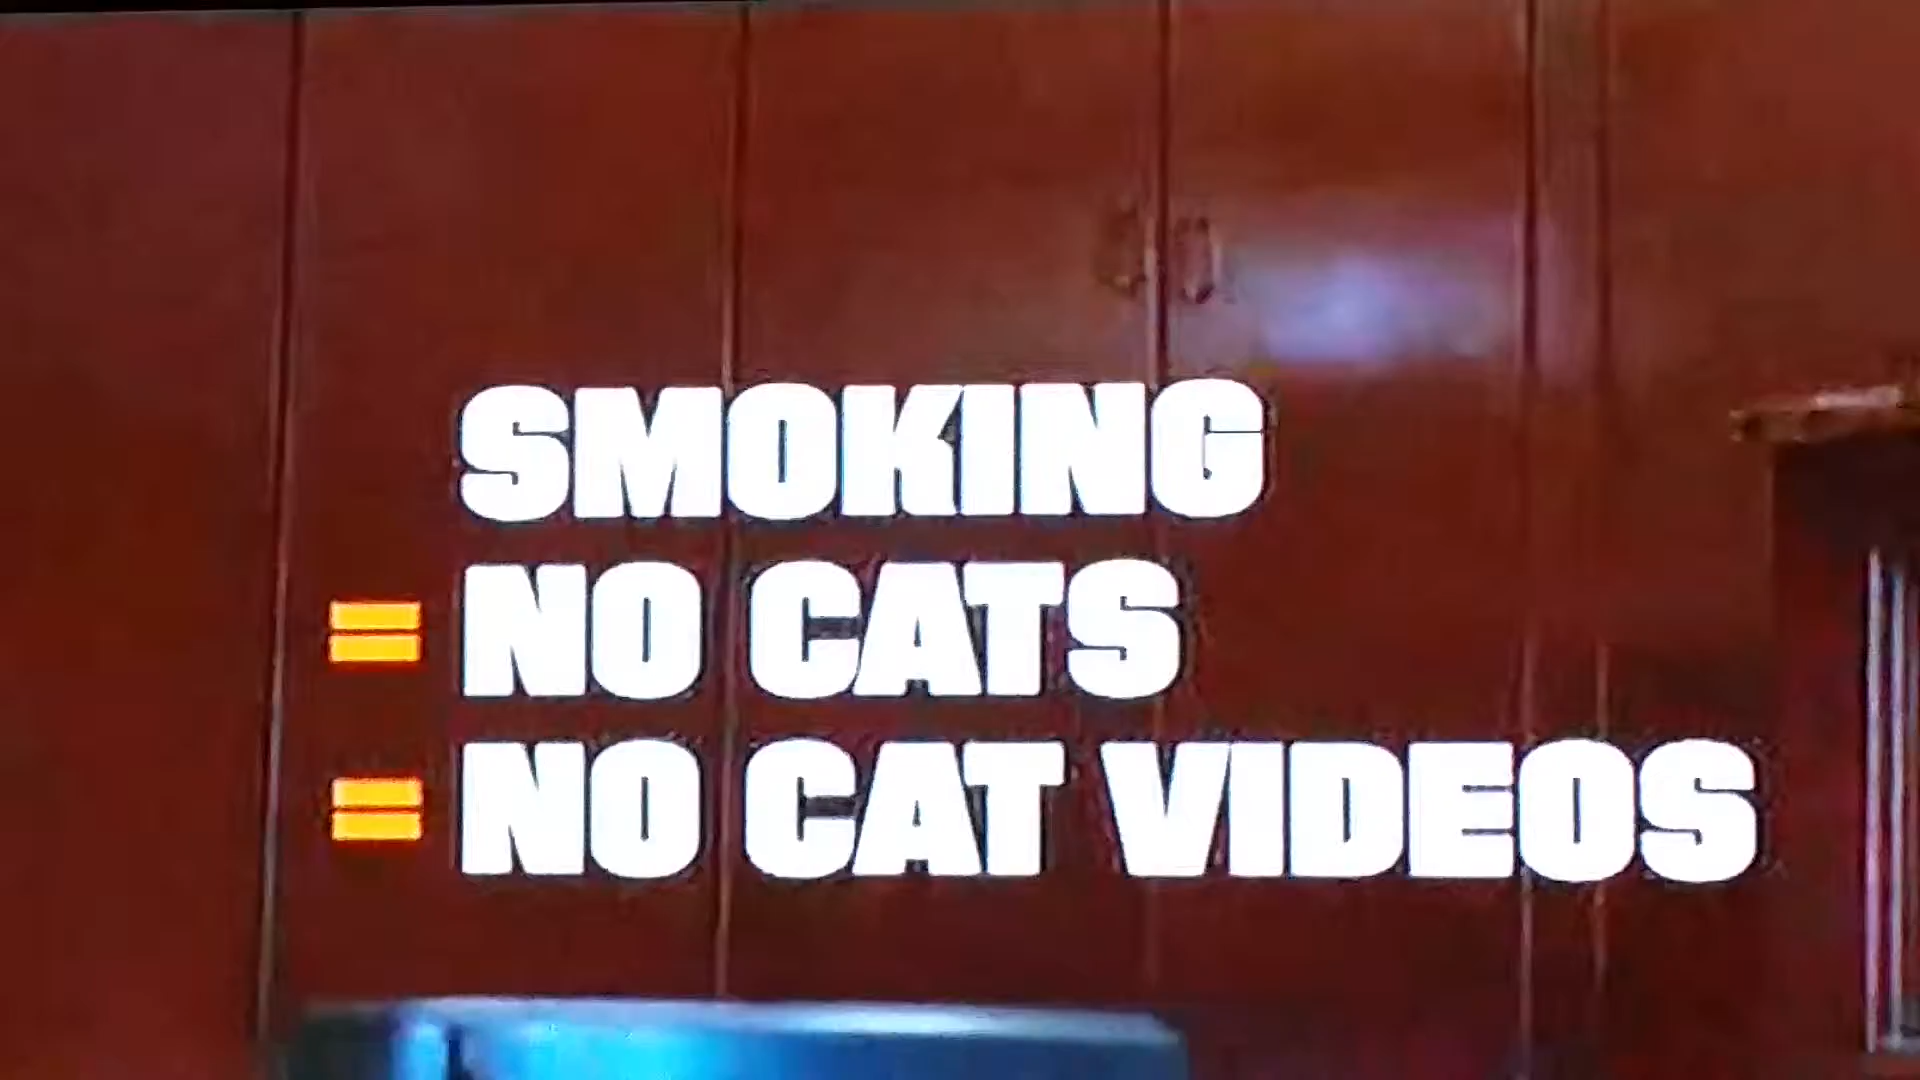 SMOKING
= NO CATS
= NO CAT VIDEOS